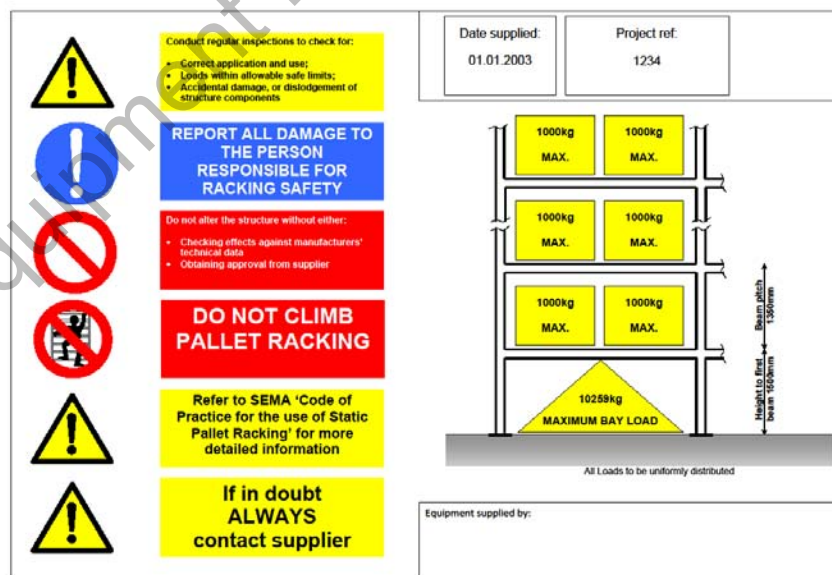 Conduct regular inspections to check for:
• Correct application and use;
• Loads within allowable safe limits;
• Accidental damage, or dislodgement of
structure components
REPORT ALL DAMAGE TO
THE PERSON
RESPONSIBLE FOR
RACKING SAFETY
Do not alter the structure without either:
• Checking effects against manufacturers'
technical data
• Obtaining approval from supplier
DO NOT CLIMB
PALLET RACKING
Refer to SEMA 'Code of
Practice for the use of Static
Pallet Racking' for more
detailed information
If in doubt
ALWAYS
contact supplier
Date supplied:
01.01.2003
Project ref:
1234
1000kg
MAX.
1000kg
MAX.
1000kg
MAX.
1000kg
MAX.
1000kg
MAX.
1000kg
MAX.
Beam pitch
1350mm
Height to first
beam 1500mm
10259kg
MAXIMUM BAY LOAD
All Loads to be uniformly distributed
Equipment supplied by: